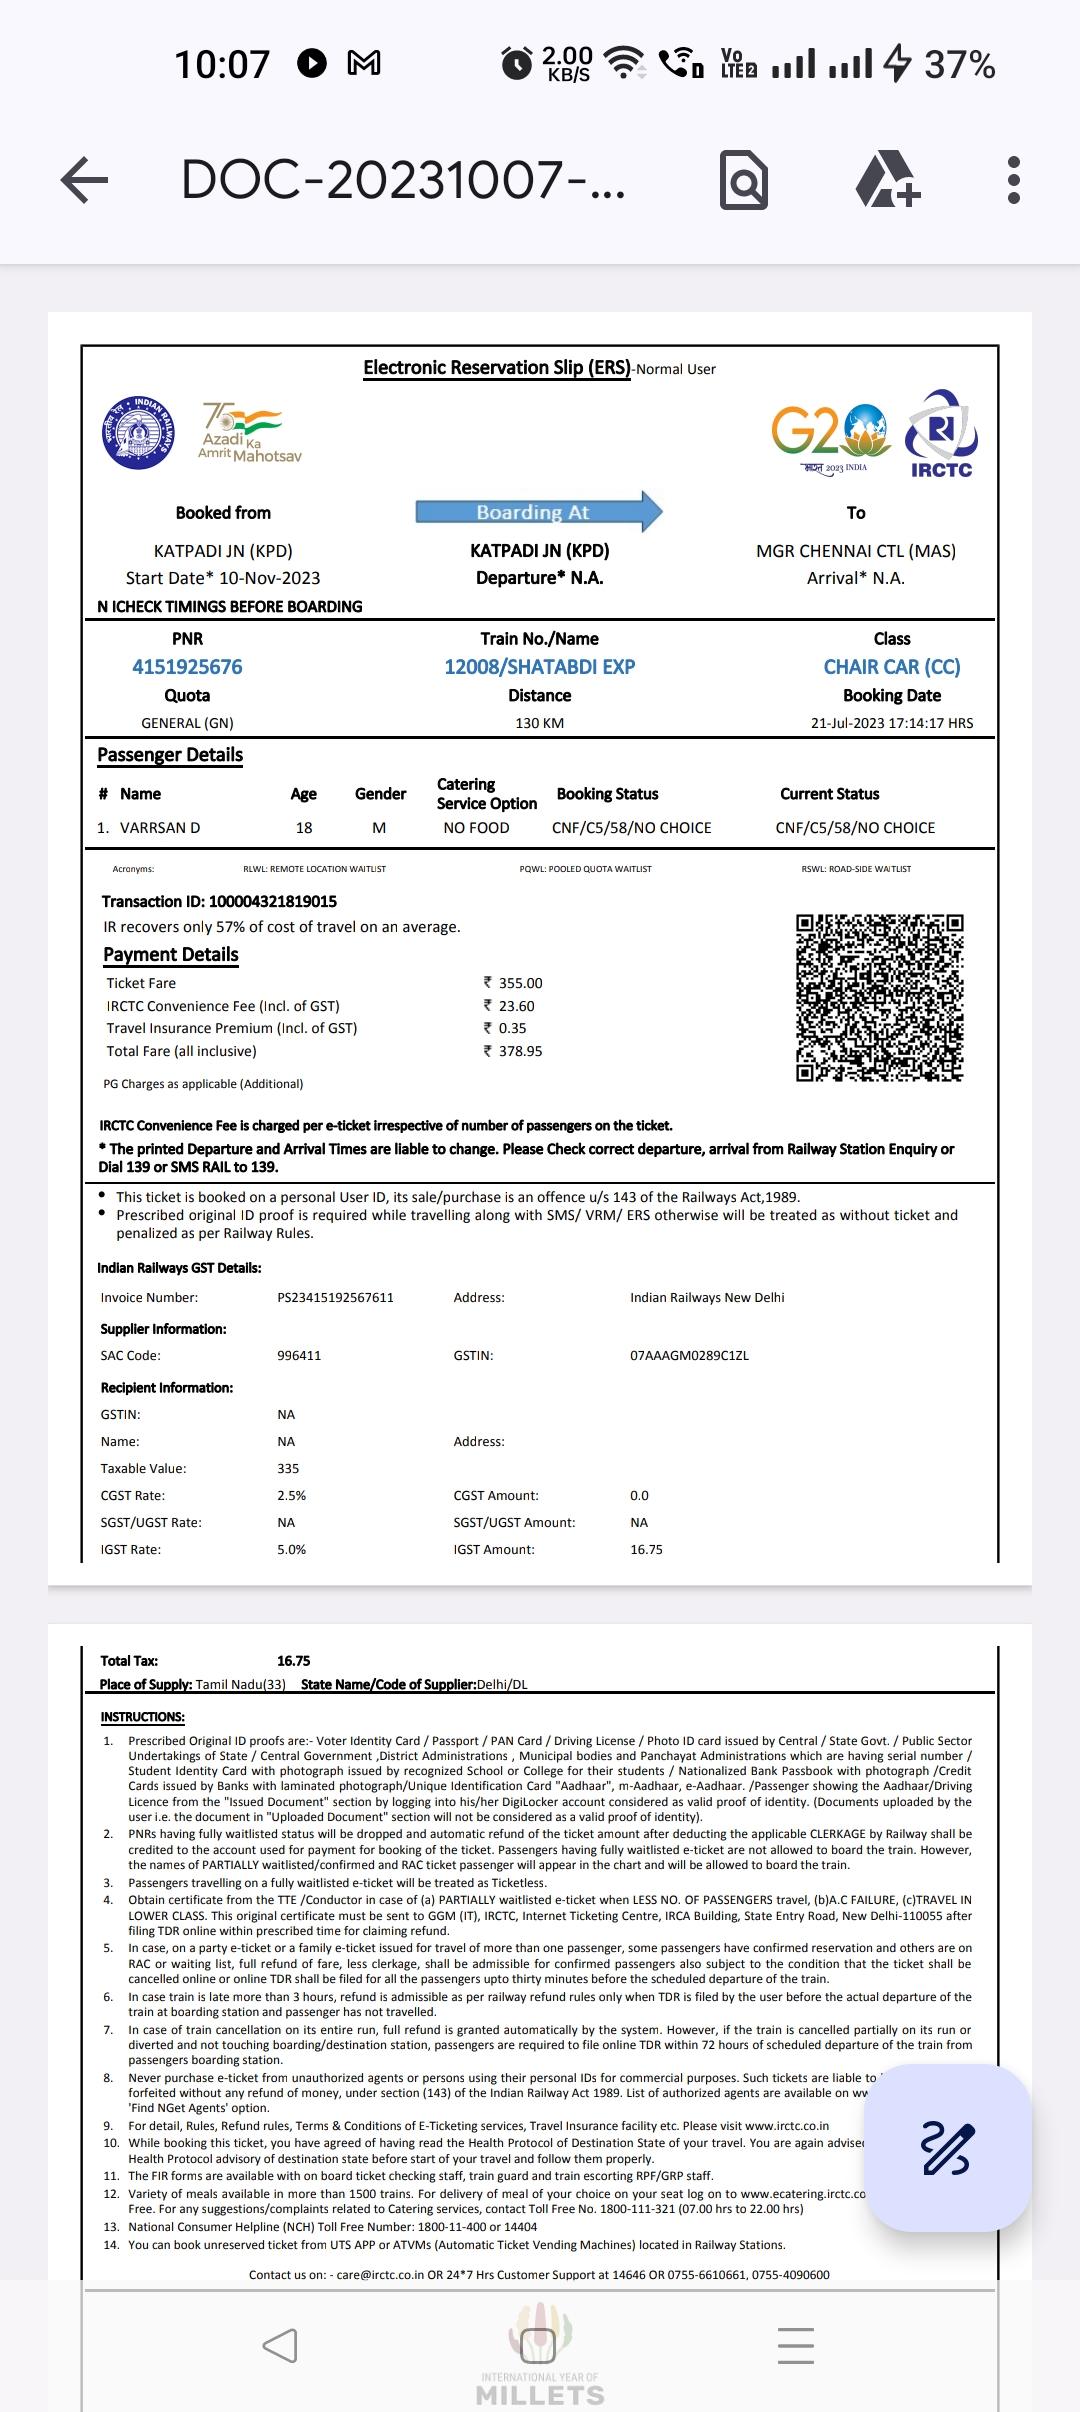 10:07 2.00 KB/S Vo LTE 2 37%
DOC-20231007-...
Electronic Reservation Slip (ERS)-Normal User
INDIAN RAILWAYS
75 Azadi Ka Amrit Mahotsav
G20 भारत 2023 INDIA
IRCTC
Booked from Boarding At To
KATPADI JN (KPD) KATPADI JN (KPD) MGR CHENNAI CTL (MAS)
Start Date* 10-Nov-2023 Departure* N.A. Arrival* N.A.
N ICHECK TIMINGS BEFORE BOARDING
PNR Train No./Name Class
4151925676 12008/SHATABDI EXP CHAIR CAR (CC)
Quota Distance Booking Date
GENERAL (GN) 130 KM 21-Jul-2023 17:14:17 HRS
Passenger Details
# Name Age Gender Catering Service Option Booking Status Current Status
1. VARRSAN D 18 M NO FOOD CNF/C5/58/NO CHOICE CNF/C5/58/NO CHOICE
Acronyms: RLWL: REMOTE LOCATION WAITLIST PQWL: POOLED QUOTA WAITLIST RSWL: ROAD-SIDE WAITLIST
Transaction ID: 100004321819015
IR recovers only 57% of cost of travel on an average.
Payment Details
Ticket Fare ₹ 355.00
IRCTC Convenience Fee (Incl. of GST) ₹ 23.60
Travel Insurance Premium (Incl. of GST) ₹ 0.35
Total Fare (all inclusive) ₹ 378.95
PG Charges as applicable (Additional)
IRCTC Convenience Fee is charged per e-ticket irrespective of number of passengers on the ticket.
* The printed Departure and Arrival Times are liable to change. Please Check correct departure, arrival from Railway Station Enquiry or
Dial 139 or SMS RAIL to 139.
• This ticket is booked on a personal User ID, its sale/purchase is an offence u/s 143 of the Railways Act,1989.
• Prescribed original ID proof is required while travelling along with SMS/ VRM/ ERS otherwise will be treated as without ticket and
penalized as per Railway Rules.
Indian Railways GST Details:
Invoice Number: PS23415192567611 Address: Indian Railways New Delhi
Supplier Information:
SAC Code: 996411 GSTIN: 07AAAGM0289C1ZL
Recipient Information:
GSTIN: NA
Name: NA Address:
Taxable Value: 335
CGST Rate: 2.5% CGST Amount: 0.0
SGST/UGST Rate: NA SGST/UGST Amount: NA
IGST Rate: 5.0% IGST Amount: 16.75
Total Tax: 16.75
Place of Supply: Tamil Nadu(33) State Name/Code of Supplier:Delhi/DL
INSTRUCTIONS:
1. Prescribed Original ID proofs are:- Voter Identity Card / Passport / PAN Card / Driving License / Photo ID card issued by Central / State Govt. / Public Sector
Undertakings of State / Central Government ,District Administrations , Municipal bodies and Panchayat Administrations which are having serial number /
Student Identity Card with photograph issued by recognized School or College for their students / Nationalized Bank Passbook with photograph /Credit
Cards issued by Banks with laminated photograph/Unique Identification Card "Aadhaar", m-Aadhaar, e-Aadhaar. /Passenger showing the Aadhaar/Driving
Licence from the "Issued Document" section by logging into his/her DigiLocker account considered as valid proof of identity. (Documents uploaded by the
user i.e. the document in "Uploaded Document" section will not be considered as a valid proof of identity).
2. PNRs having fully waitlisted status will be dropped and automatic refund of the ticket amount after deducting the applicable CLERKAGE by Railway shall be
credited to the account used for payment for booking of the ticket. Passengers having fully waitlisted e-ticket are not allowed to board the train. However,
the names of PARTIALLY waitlisted/confirmed and RAC ticket passenger will appear in the chart and will be allowed to board the train.
3. Passengers travelling on a fully waitlisted e-ticket will be treated as Ticketless.
4. Obtain certificate from the TTE /Conductor in case of (a) PARTIALLY waitlisted e-ticket when LESS NO. OF PASSENGERS travel, (b)A.C FAILURE, (c)TRAVEL IN
LOWER CLASS. This original certificate must be sent to GGM (IT), IRCTC, Internet Ticketing Centre, IRCA Building, State Entry Road, New Delhi-110055 after
filing TDR online within prescribed time for claiming refund.
5. In case, on a party e-ticket or a family e-ticket issued for travel of more than one passenger, some passengers have confirmed reservation and others are on
RAC or waiting list, full refund of fare, less clerkage, shall be admissible for confirmed passengers also subject to the condition that the ticket shall be
cancelled online or online TDR shall be filed for all the passengers upto thirty minutes before the scheduled departure of the train.
6. In case train is late more than 3 hours, refund is admissible as per railway refund rules only when TDR is filed by the user before the actual departure of the
train at boarding station and passenger has not travelled.
7. In case of train cancellation on its entire run, full refund is granted automatically by the system. However, if the train is cancelled partially on its run or
diverted and not touching boarding/destination station, passengers are required to file online TDR within 72 hours of scheduled departure of the train from
passengers boarding station.
8. Never purchase e-ticket from unauthorized agents or persons using their personal IDs for commercial purposes. Such tickets are liable to
forfeited without any refund of money, under section (143) of the Indian Railway Act 1989. List of authorized agents are available on
'Find NGet Agents' option.
9. For detail, Rules, Refund rules, Terms & Conditions of E-Ticketing services, Travel Insurance facility etc. Please visit www.irctc.co.in
10. While booking this ticket, you have agreed of having read the Health Protocol of Destination State of your travel. You are again
Health Protocol advisory of destination state before start of your travel and follow them properly.
11. The FIR forms are available with on board ticket checking staff, train guard and train escorting RPF/GRP staff.
12. Variety of meals available in more than 1500 trains. For delivery of meal of your choice on your seat log on to www.ecatering.irctc.co
Free. For any suggestions/complaints related to Catering services, contact Toll Free No. 1800-111-321 (07.00 hrs to 22.00 hrs)
13. National Consumer Helpline (NCH) Toll Free Number: 1800-11-400 or 14404
14. You can book unreserved ticket from UTS APP or ATVMs (Automatic Ticket Vending Machines) located in Railway Stations.
Contact us on: - care@irctc.co.in OR 24*7 Hrs Customer Support at 14646 OR 0755-6610661, 0755-4090600
INTERNATIONAL YEAR OF
MILLETS